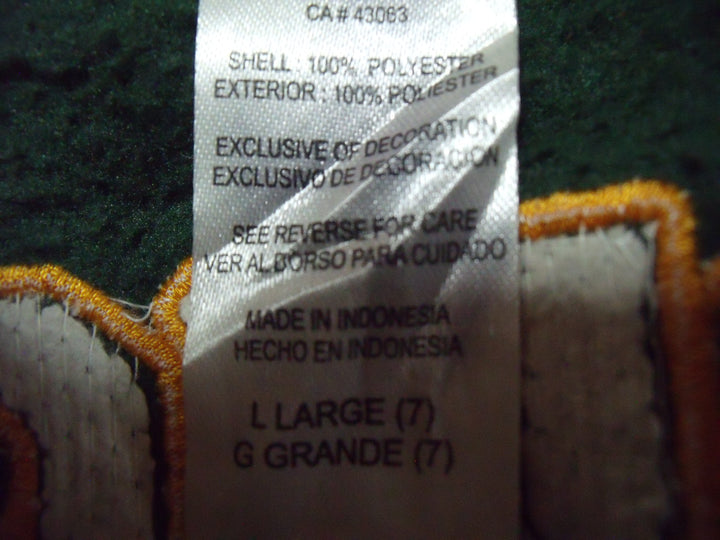 CA # 43063
SHELL : 100% POLYESTER
EXTERIOR : 100% POLIESTER
EXCLUSIVE OF DECORATION
EXCLUSIVO DE DECORACION
SEE REVERSE FOR CARE
VER AL DORSO PARA CUIDADO
MADE IN INDONESIA
HECHO EN INDONESIA
L LARGE (7)
G GRANDE (7)